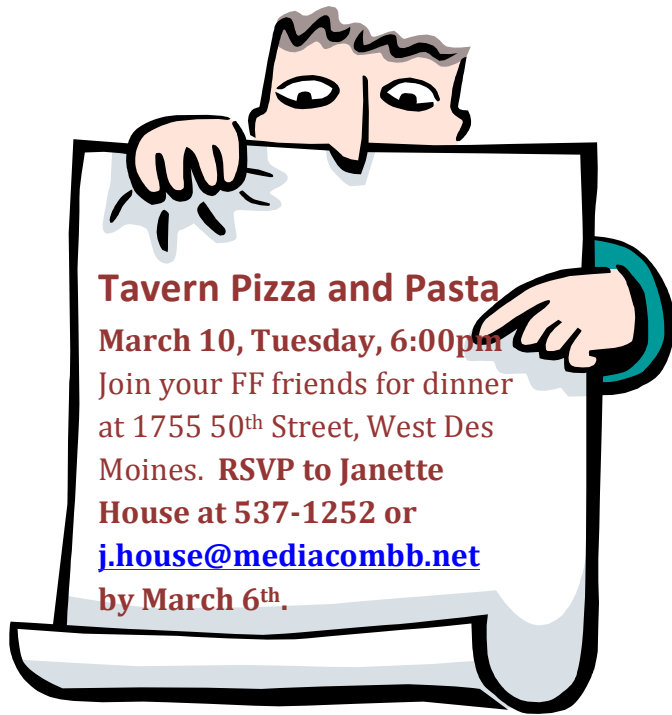 Tavern Pizza and Pasta
March 10, Tuesday, 6:00pm
Join your FF friends for dinner
at 1755 50th Street, West Des
Moines.  RSVP to Janette
House at 537-1252 or
j.house@mediacombb.net
by March 6th.